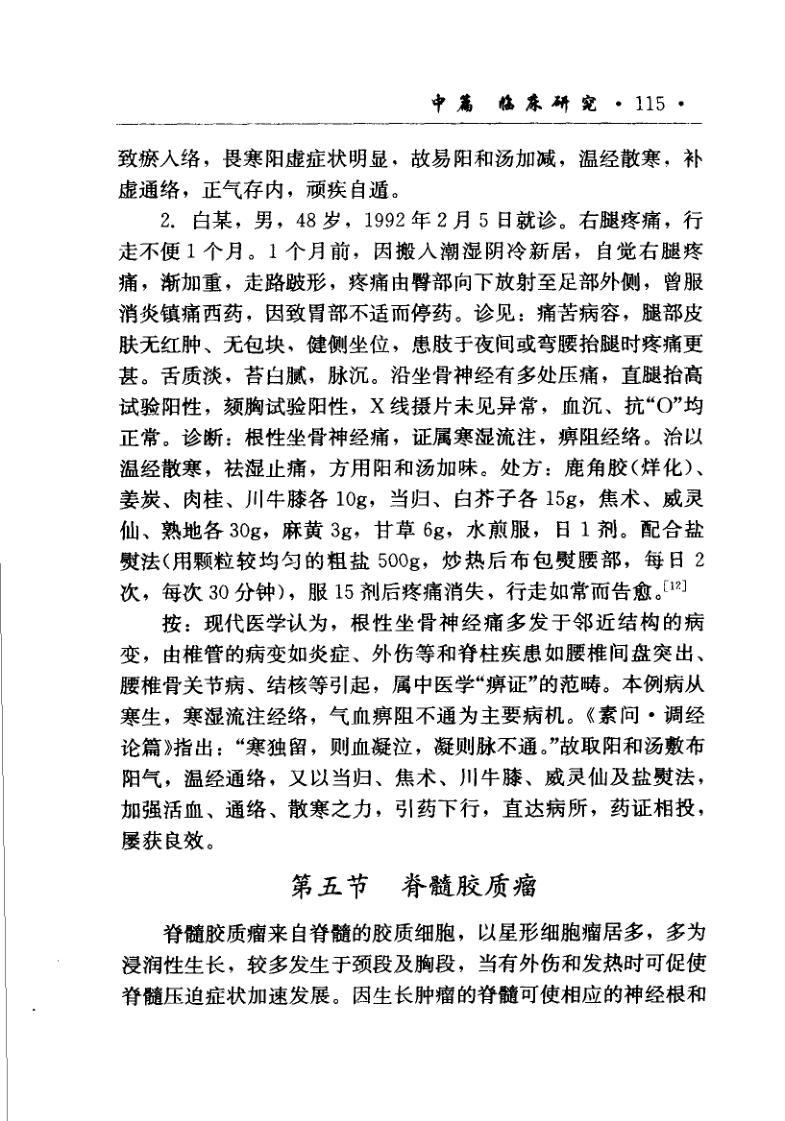 中篇 临床研究 · 115 ·
致瘀入络，畏寒阳虚症状明显，故易阳和汤加减，温经散寒，补
虚通络，正气存内，顽疾自遁。
2. 白某，男，48 岁，1992 年 2 月 5 日就诊。右腿疼痛，行
走不便 1 个月。1 个月前，因搬入潮湿阴冷新居，自觉右腿疼
痛，渐加重，走路跛形，疼痛由臀部向下放射至足部外侧，曾服
消炎镇痛西药，因致胃部不适而停药。诊见：痛苦病容，腿部皮
肤无红肿、无包块，健侧坐位，患肢于夜间或弯腰抬腿时疼痛更
甚。舌质淡，苔白腻，脉沉。沿坐骨神经有多处压痛，直腿抬高
试验阳性，颏胸试验阳性，X 线摄片未见异常，血沉、抗“O”均
正常。诊断：根性坐骨神经痛，证属寒湿流注，痹阻经络。治以
温经散寒，祛湿止痛，方用阳和汤加味。处方：鹿角胶(烊化)、
姜炭、肉桂、川牛膝各 10g，当归、白芥子各 15g，焦术、威灵
仙、熟地各 30g，麻黄 3g，甘草 6g，水煎服，日 1 剂。配合盐
熨法(用颗粒较均匀的粗盐 500g，炒热后布包熨腰部，每日 2
次，每次 30 分钟)，服 15 剂后疼痛消失，行走如常而告愈。[12]
按：现代医学认为，根性坐骨神经痛多发于邻近结构的病
变，由椎管的病变如炎症、外伤等和脊柱疾患如腰椎间盘突出、
腰椎骨关节病、结核等引起，属中医学“痹证”的范畴。本例病从
寒生，寒湿流注经络，气血痹阻不通为主要病机。《素问·调经
论篇》指出：“寒独留，则血凝泣，凝则脉不通。”故取阳和汤敷布
阳气，温经通络，又以当归、焦术、川牛膝、威灵仙及盐熨法，
加强活血、通络、散寒之力，引药下行，直达病所，药证相投，
屡获良效。
第五节 脊髓胶质瘤
脊髓胶质瘤来自脊髓的胶质细胞，以星形细胞瘤居多，多为
浸润性生长，较多发生于颈段及胸段，当有外伤和发热时可促使
脊髓压迫症状加速发展。因生长肿瘤的脊髓可使相应的神经根和